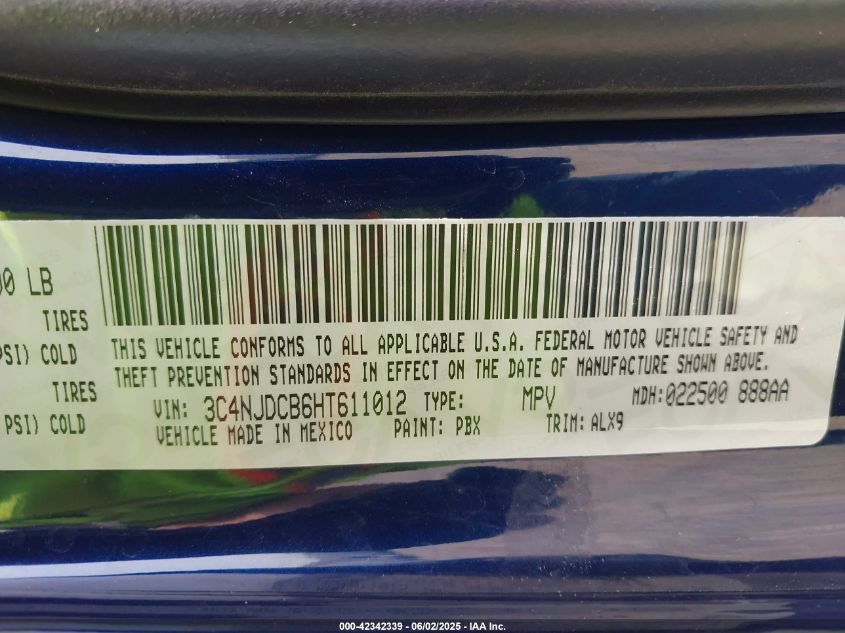 00 LB
TIRES
PSI) COLD
TIRES
PSI) COLD
THIS VEHICLE CONFORMS TO ALL APPLICABLE U.S.A. FEDERAL MOTOR VEHICLE SAFETY AND
THEFT PREVENTION STANDARDS IN EFFECT ON THE DATE OF MANUFACTURE SHOWN ABOVE.
VIN: 3C4NJDCB6HT611012 TYPE: MPV MDH:022500 888AA
VEHICLE MADE IN MEXICO PAINT: PBX TRIM: ALX9
000-42342339 - 06/02/2025 - IAA Inc.